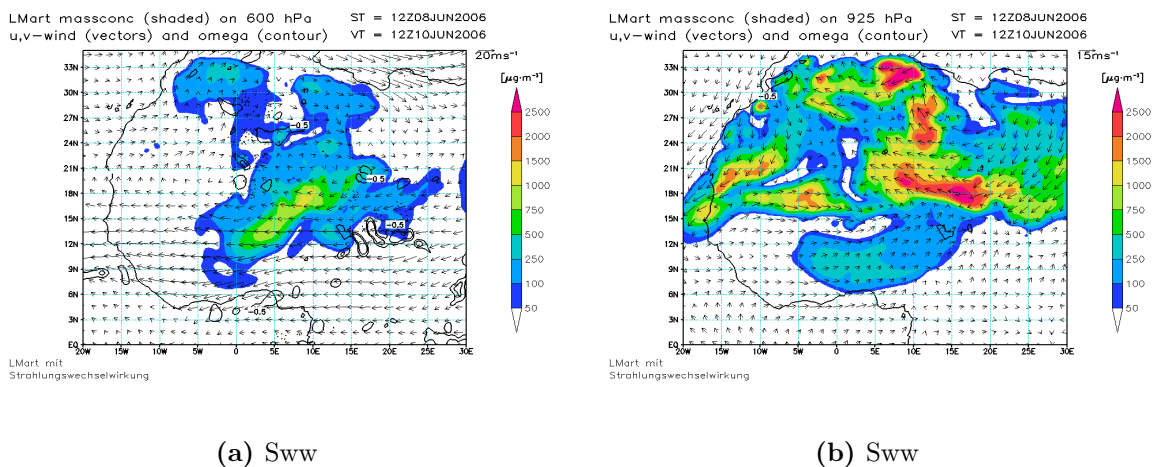 LMart massconc (shaded) on 600 hPa ST = 12Z08JUN2006
u,v-wind (vectors) and omega (contour) VT = 12Z10JUN2006
20ms⁻¹
[µg·m⁻³]
33N
30N
27N
24N
21N
18N
15N
12N
9N
6N
3N
EQ
20W 15W 10W 5W 0 5E 10E 15E 20E 25E 30E
-0.5
-0.5
-0.5
-0.5
2500
2000
1500
1000
750
500
250
100
50
LMart mit
Strahlungswechselwirkung
(a) Sww
LMart massconc (shaded) on 925 hPa ST = 12Z08JUN2006
u,v-wind (vectors) and omega (contour) VT = 12Z10JUN2006
15ms⁻¹
[µg·m⁻³]
33N
30N
27N
24N
21N
18N
15N
12N
9N
6N
3N
EQ
20W 15W 10W 5W 0 5E 10E 15E 20E 25E 30E
-0.5
2500
2000
1500
1000
750
500
250
100
50
LMart mit
Strahlungswechselwirkung
(b) Sww